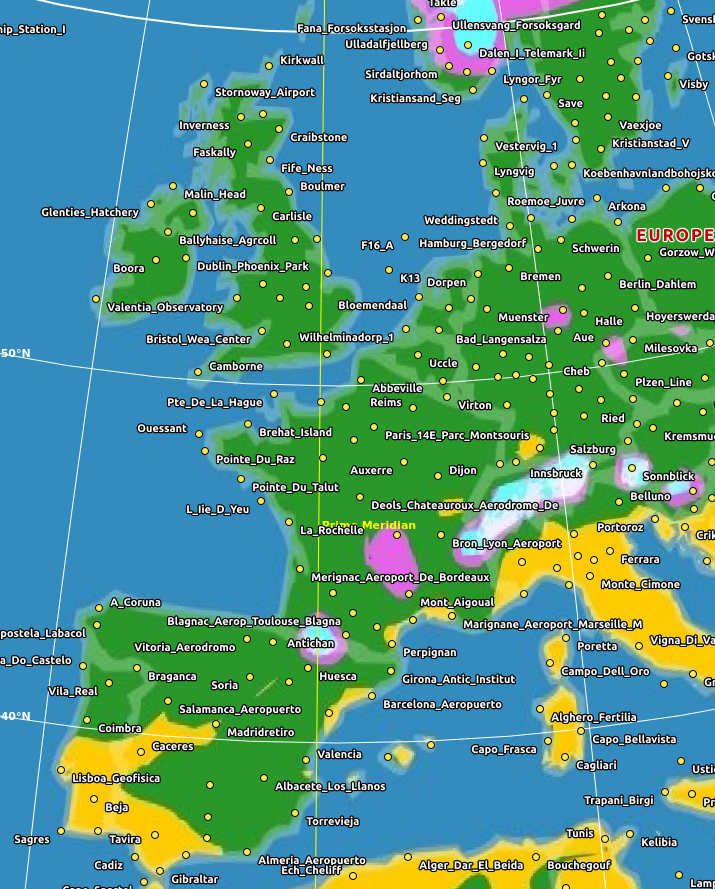 Takle
Svensl
Ullensvang_Forsoksgard
ip_Station_I
Fana_Forsoksstasjon
Ulladalfjellberg
Dalen_I_Telemark_Ii
Gotsk
Kirkwall
Sirdaltjorhom
Lyngor_Fyr
Visby
Stornoway_Airport
Kristiansand_Seg
Save
Inverness
Vaexjoe
Craibstone
Kristianstad_V
Faskally
Vestervig_1
Fife_Ness
Lyngvig
Koebenhavnlandbohojsko
Boulmer
Malin_Head
Roemoe_Juvre
Arkona
Glenties_Hatchery
Carlisle
Weddingstedt
EUROPE
Ballyhaise_Agrcoll
F16_A
Hamburg_Bergedorf
Schwerin
Gorzow_W
Boora
Dublin_Phoenix_Park
K13
Dorpen
Bremen
Berlin_Dahlem
Valentia_Observatory
Bloemendaal
Muenster
Halle
Hoyerswerda
Bristol_Wea_Center
Wilhelminadorp_1
Bad_Langensalza
Aue
Milesovka
50°N
Camborne
Uccle
Cheb
Plzen_Line
Abbeville
Pte_De_La_Hague
Reims
Virton
Ried
Ouessant
Brehat_Island
Paris_14E_Parc_Montsouris
Kremsmu
Salzburg
Pointe_Du_Raz
Auxerre
Dijon
Innsbruck
Sonnblick
Pointe_Du_Talut
Belluno
L_Iie_D_Yeu
Deols_Chateauroux_Aerodrome_De
Prime Meridian
Portoroz
La_Rochelle
Bron_Lyon_Aeroport
Crik
Ferrara
Merignac_Aeroport_De_Bordeaux
Monte_Cimone
A_Coruna
Mont_Aigoual
Blagnac_Aerop_Toulouse_Blagna
Marignane_Aeroport_Marseille_M
postela_Labacol
Vitoria_Aerodromo
Antichan
Poretta
Vigna_Di_Va
Perpignan
a_Do_Castelo
Braganca
Huesca
Girona_Antic_Institut
Campo_Dell_Oro
Soria
Gr
Vila_Real
Salamanca_Aeropuerto
Barcelona_Aeropuerto
40°N
Alghero_Fertilia
Coimbra
Madridretiro
Capo_Bellavista
Caceres
Valencia
Capo_Frasca
Cagliari
Ustic
Lisboa_Geofisica
Albacete_Los_Llanos
Trapani_Birgi
Beja
Torrevieja
Sagres
Tavira
Tunis
Kelibia
Cadiz
Almeria_Aeropuerto
Ech_Cheliff
Alger_Dar_El_Beida
Bouchegouf
Gibraltar